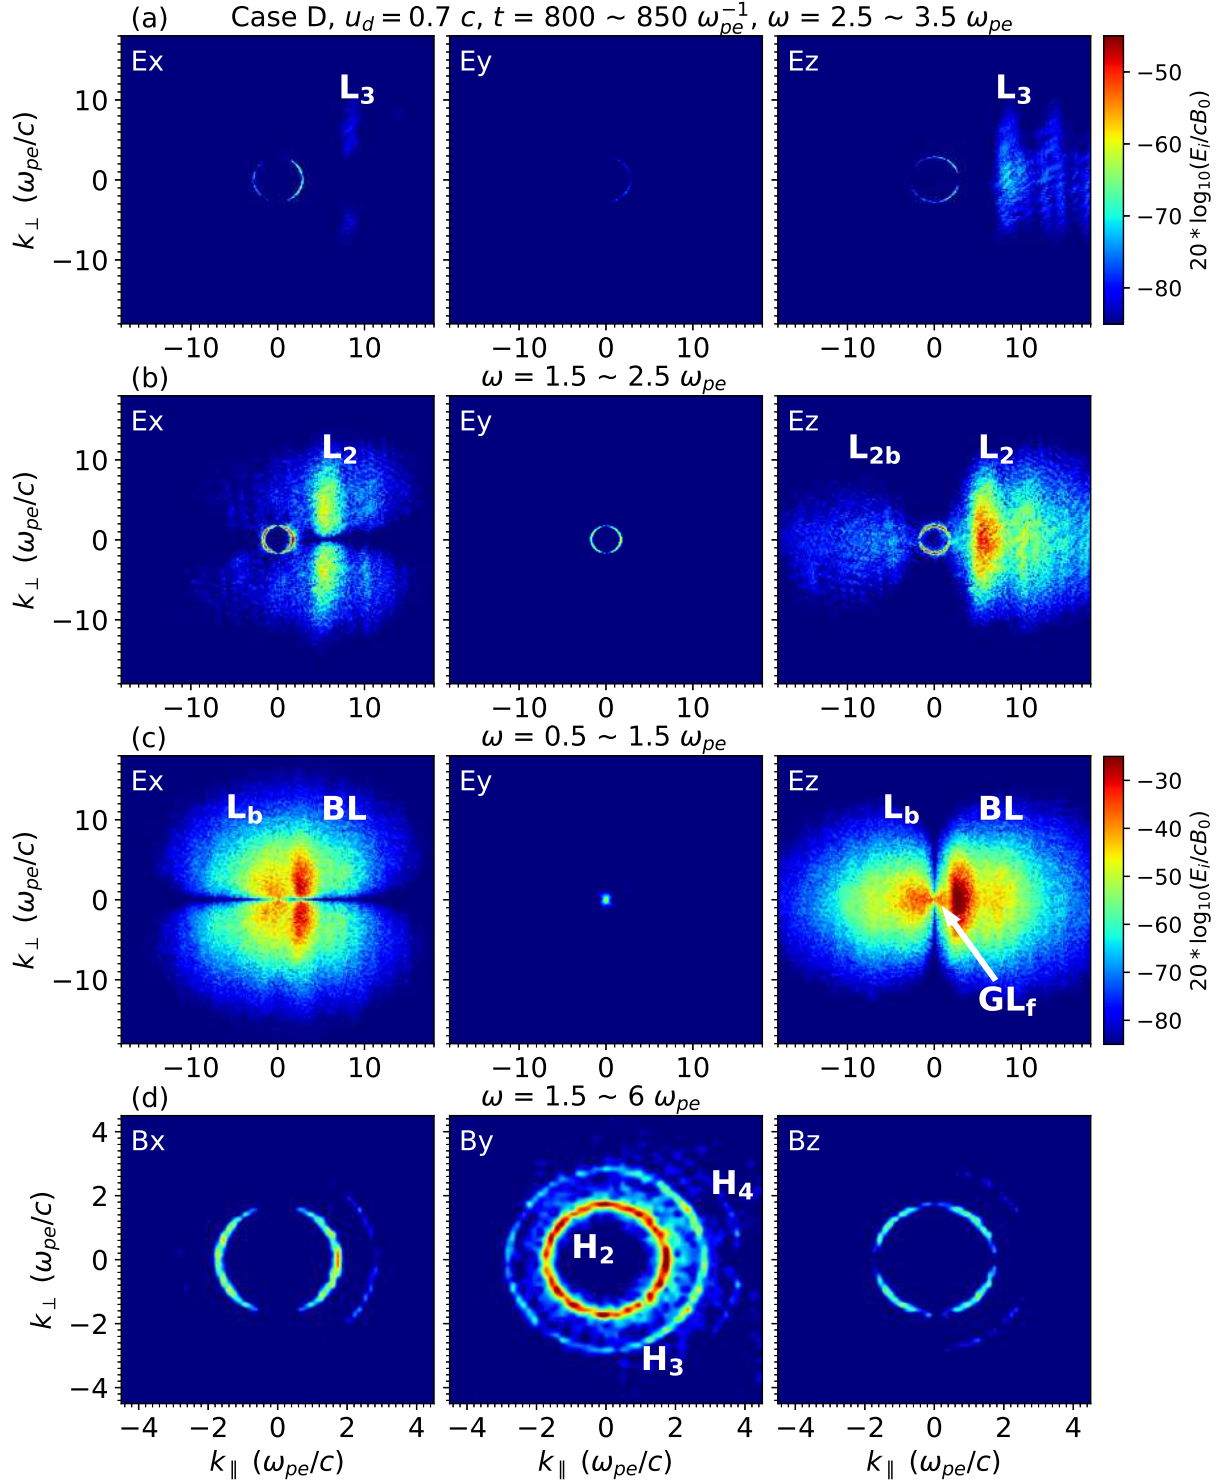 (a) Case D, u_d = 0.7 c, t = 800 ~ 850 ω_pe^-1, ω = 2.5 ~ 3.5 ω_pe
Ex L₃ Ey Ez L₃
10
0
−10
k⊥ (ω_pe/c)
−10 0 10 −10 0 10 −10 0 10
−50
−60
−70
−80
20 * log₁₀(E_i/cB₀)
(b) ω = 1.5 ~ 2.5 ω_pe
Ex L₂ Ey Ez L₂b L₂
10
0
−10
k⊥ (ω_pe/c)
−10 0 10 −10 0 10 −10 0 10
(c) ω = 0.5 ~ 1.5 ω_pe
Ex L_b BL Ey Ez L_b BL
GL_f
10
0
−10
k⊥ (ω_pe/c)
−10 0 10 −10 0 10 −10 0 10
−30
−40
−50
−60
−70
−80
20 * log₁₀(E_i/cB₀)
(d) ω = 1.5 ~ 6 ω_pe
Bx By H₂ H₃ H₄ Bz
4
2
0
−2
−4
k⊥ (ω_pe/c)
−4 −2 0 2 4 −4 −2 0 2 4 −4 −2 0 2 4
k∥ (ω_pe/c) k∥ (ω_pe/c) k∥ (ω_pe/c)